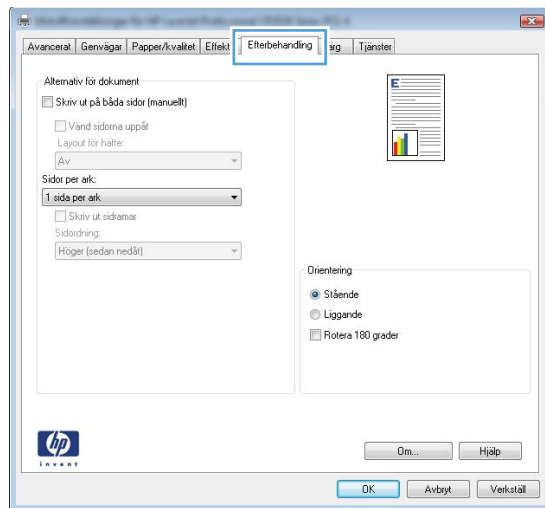 Avancerat Genvägar Papper/kvalitet Effekt Efterbehandling ärg Tjänster
Alternativ för dokument
Skriv ut på båda sidor (manuellt)
Vänd sidorna uppåt
Layout för häfte:
Av
Sidor per ark:
1 sida per ark
Skriv ut sidramar
Sidordning:
Höger (sedan nedåt)
E
Orientering
Stående
Liggande
Rotera 180 grader
hp
invent
Om... Hjälp
OK Avbryt Verkställ